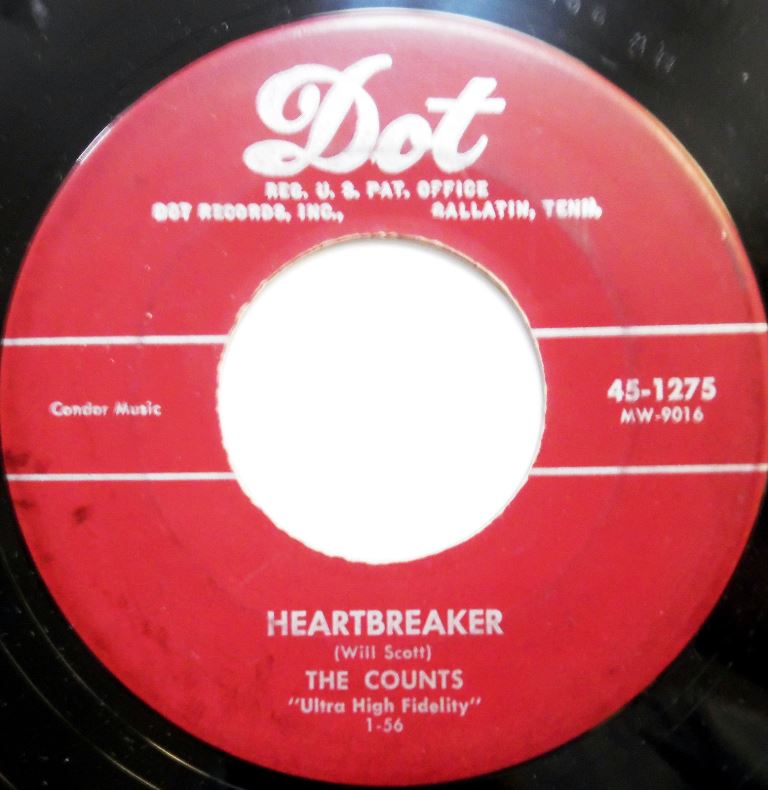 Dot
REG. U. S. PAT. OFFICE
DOT RECORDS, INC., GALLATIN, TENN.
Condor Music
45-1275
MW-9016
HEARTBREAKER
(Will Scott)
THE COUNTS
"Ultra High Fidelity"
1-56